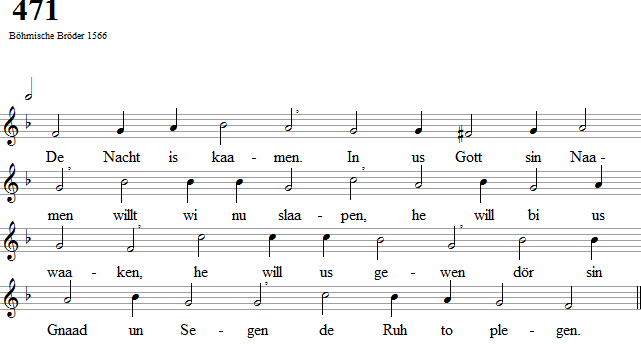 471
Böhmische Bröder 1566
De Nacht is kaa - men. In us Gott sin Naa -
men willt wi nu slaa - pen, he will bi us
waa - ken, he will us ge - wen dör sin
Gnaad un Se - gen de Ruh to ple - gen.